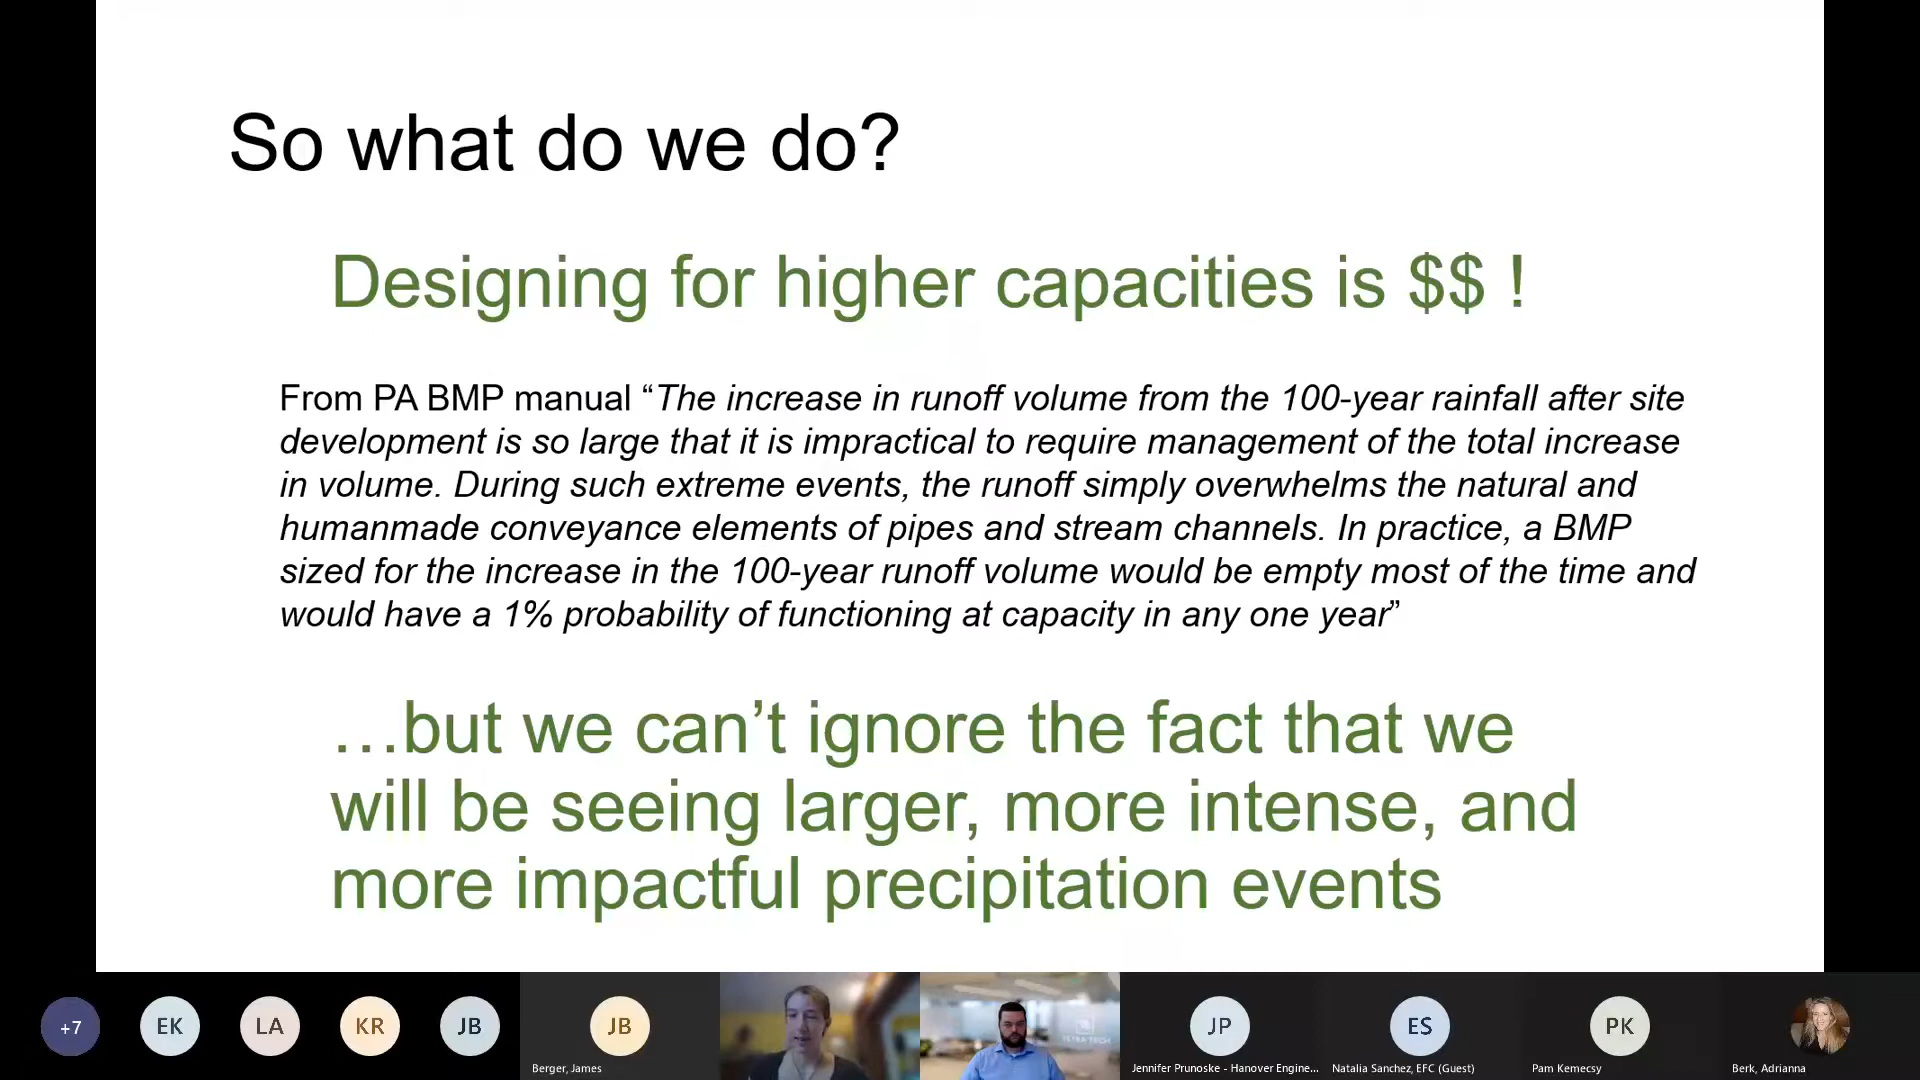 So what do we do?
Designing for higher capacities is $$ !
From PA BMP manual “The increase in runoff volume from the 100-year rainfall after site
development is so large that it is impractical to require management of the total increase
in volume. During such extreme events, the runoff simply overwhelms the natural and
humanmade conveyance elements of pipes and stream channels. In practice, a BMP
sized for the increase in the 100-year runoff volume would be empty most of the time and
would have a 1% probability of functioning at capacity in any one year”
…but we can’t ignore the fact that we
will be seeing larger, more intense, and
more impactful precipitation events
+7
EK
LA
KR
JB
JB
Berger, James
TETRA TECH
JP
Jennifer Prunoske - Hanover Engine...
ES
Natalia Sanchez, EFC (Guest)
PK
Pam Kemecsy
Berk, Adrianna